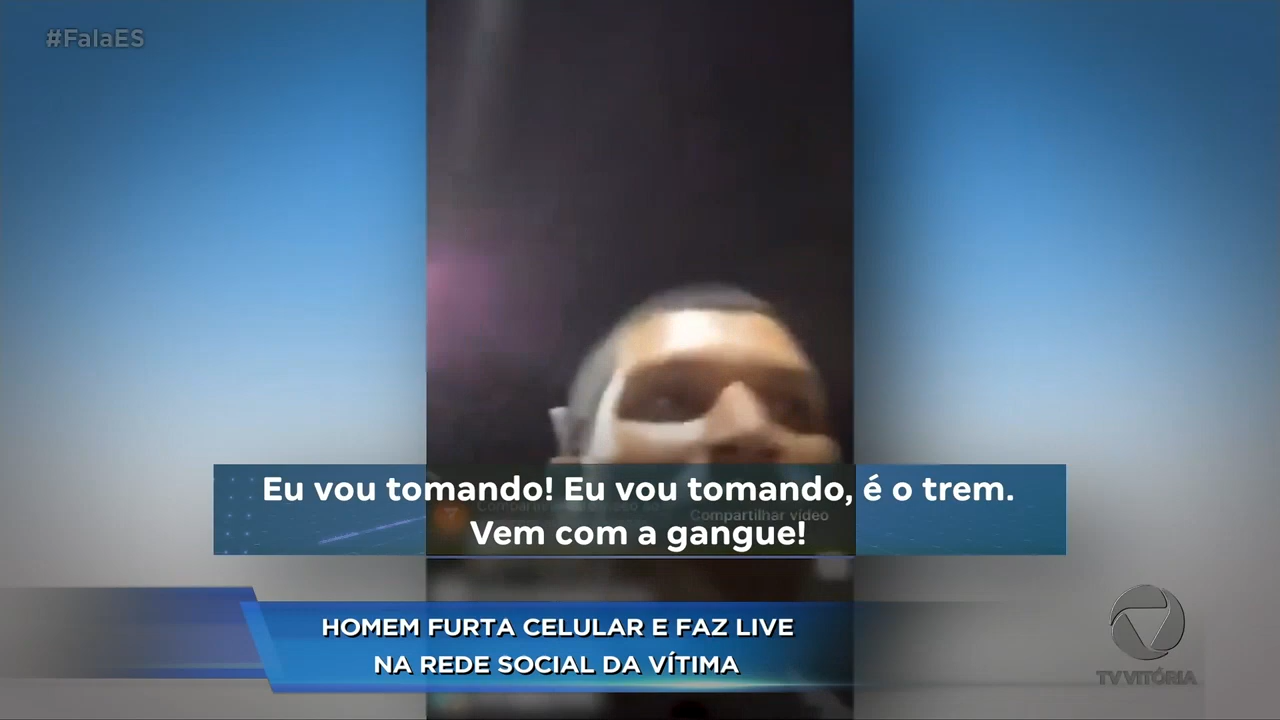 #FalaES
Eu vou tomando! Eu vou tomando, é o trem.
Compartilhar vídeo
Vem com a gangue!
HOMEM FURTA CELULAR E FAZ LIVE
NA REDE SOCIAL DA VÍTIMA
TV VITÓRIA